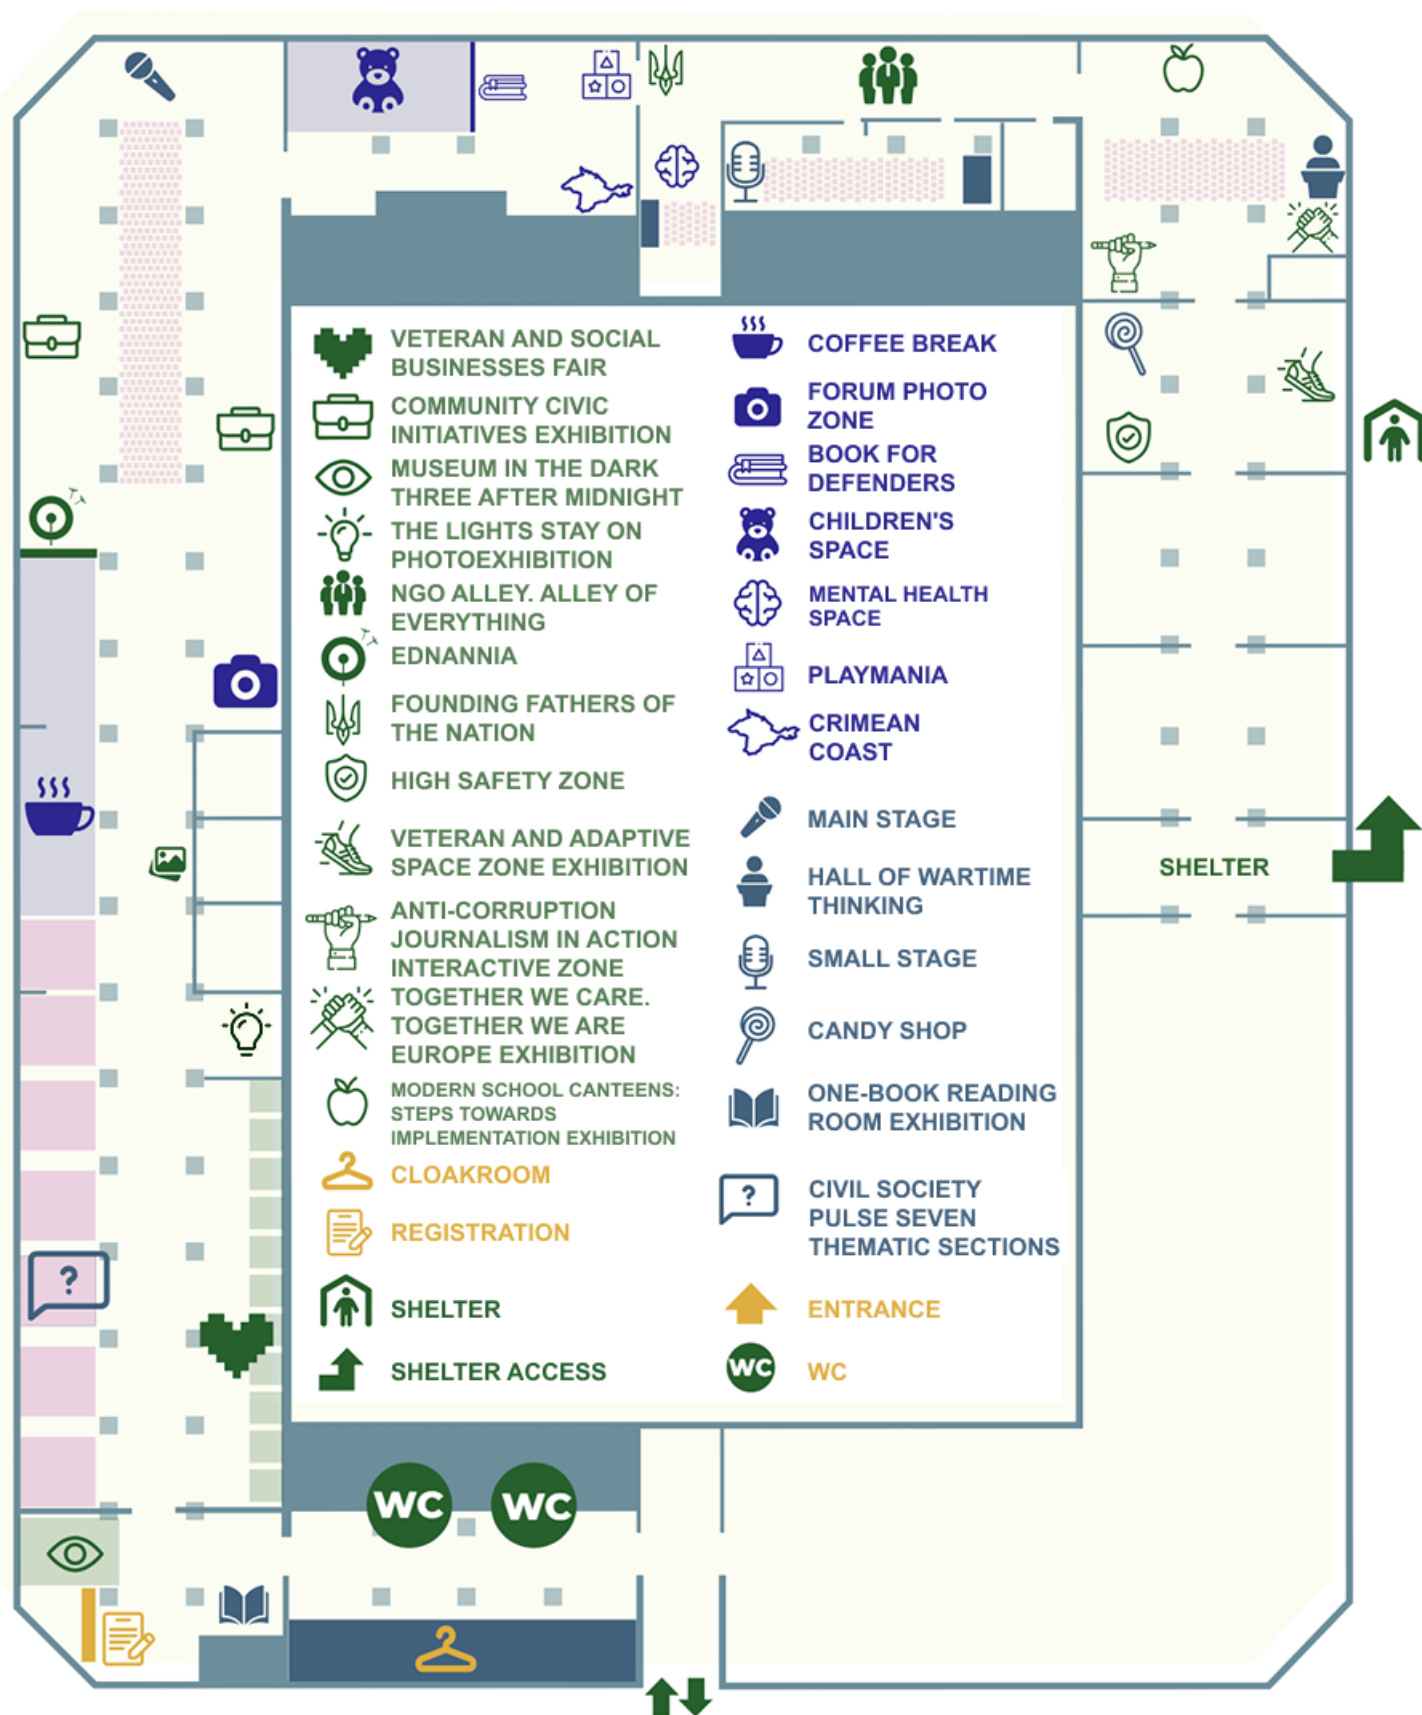 VETERAN AND SOCIAL
BUSINESSES FAIR
COMMUNITY CIVIC
INITIATIVES EXHIBITION
MUSEUM IN THE DARK
THREE AFTER MIDNIGHT
THE LIGHTS STAY ON
PHOTOEXHIBITION
NGO ALLEY. ALLEY OF
EVERYTHING
EDNANNIA
FOUNDING FATHERS OF
THE NATION
HIGH SAFETY ZONE
VETERAN AND ADAPTIVE
SPACE ZONE EXHIBITION
ANTI-CORRUPTION
JOURNALISM IN ACTION
INTERACTIVE ZONE
TOGETHER WE CARE.
TOGETHER WE ARE
EUROPE EXHIBITION
MODERN SCHOOL CANTEENS:
STEPS TOWARDS
IMPLEMENTATION EXHIBITION
CLOAKROOM
REGISTRATION
SHELTER
SHELTER ACCESS
COFFEE BREAK
FORUM PHOTO
ZONE
BOOK FOR
DEFENDERS
CHILDREN'S
SPACE
MENTAL HEALTH
SPACE
PLAYMANIA
CRIMEAN
COAST
MAIN STAGE
HALL OF WARTIME
THINKING
SMALL STAGE
CANDY SHOP
ONE-BOOK READING
ROOM EXHIBITION
?
CIVIL SOCIETY
PULSE SEVEN
THEMATIC SECTIONS
ENTRANCE
WC
WC
SHELTER
?
WC
WC